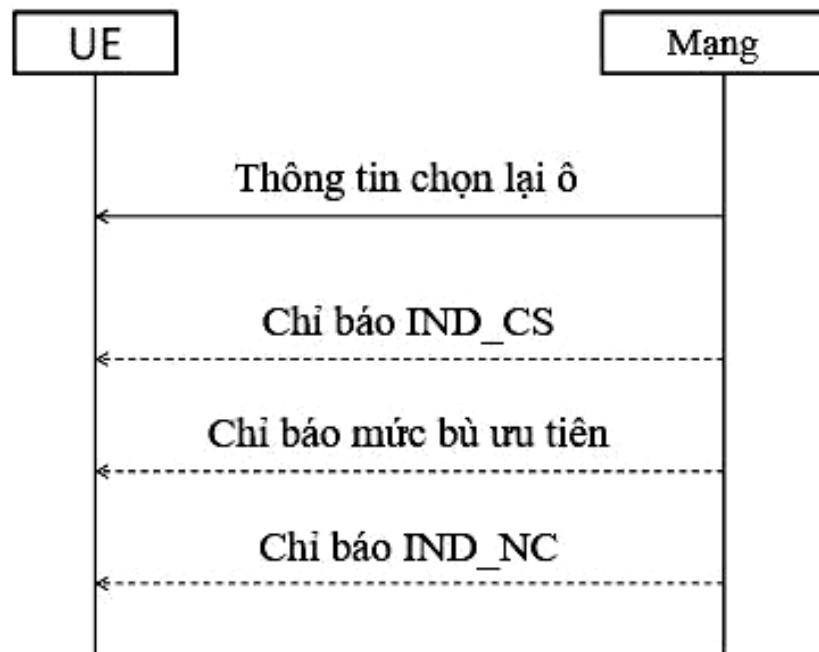 UE
Mạng
Thông tin chọn lại ô
Chỉ báo IND_CS
Chỉ báo mức bù ưu tiên
Chỉ báo IND_NC